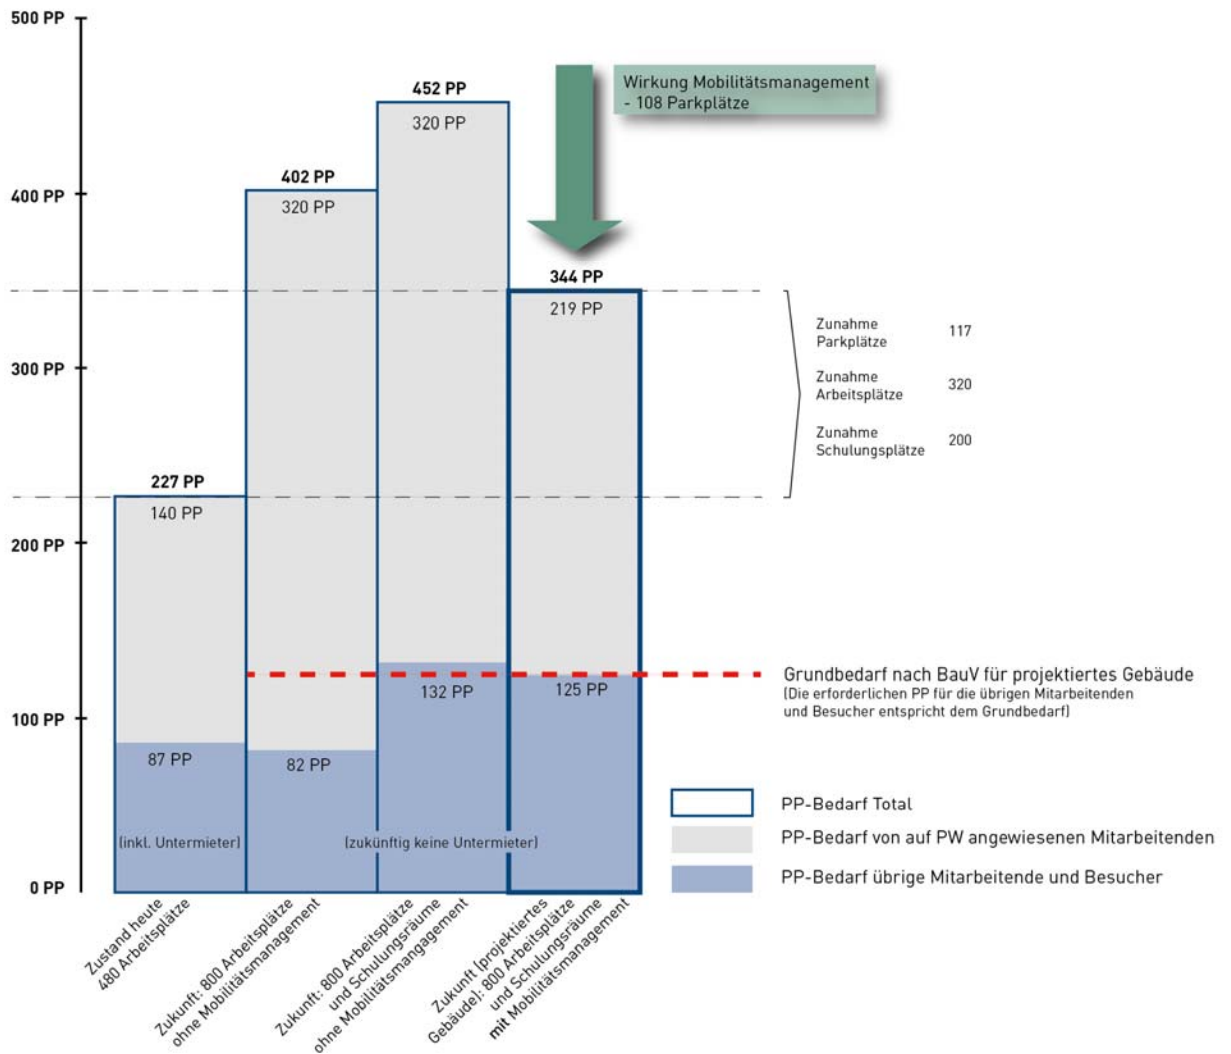 500 PP
400 PP
300 PP
200 PP
100 PP
0 PP
227 PP
140 PP
87 PP
(inkl. Untermieter)
402 PP
320 PP
82 PP
452 PP
320 PP
132 PP
(zukünftig keine Untermieter)
344 PP
219 PP
125 PP
Wirkung Mobilitätsmanagement
- 108 Parkplätze
Zunahme
Parkplätze
117
Zunahme
Arbeitsplätze
320
Zunahme
Schulungsplätze
200
Grundbedarf nach BauV für projektiertes Gebäude
(Die erforderlichen PP für die übrigen Mitarbeitenden
und Besucher entspricht dem Grundbedarf)
PP-Bedarf Total
PP-Bedarf von auf PW angewiesenen Mitarbeitenden
PP-Bedarf übrige Mitarbeitende und Besucher
Zustand heute
480 Arbeitsplätze
Zukunft: 800 Arbeitsplätze
ohne Mobilitätsmanagement
Zukunft: 800 Arbeitsplätze
und Schulungsräume
ohne Mobilitätsmangagement
Zukunft (projektiertes
Gebäude): 800 Arbeitsplätze
und Schulungsräume
mit Mobilitätsmanagement